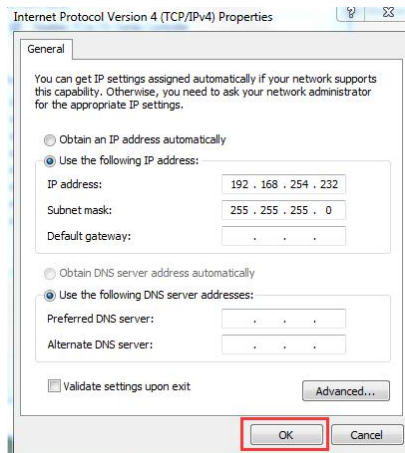 Internet Protocol Version 4 (TCP/IPv4) Properties
General
You can get IP settings assigned automatically if your network supports
this capability. Otherwise, you need to ask your network administrator
for the appropriate IP settings.
Obtain an IP address automatically
Use the following IP address:
IP address: 192 . 168 . 254 . 232
Subnet mask: 255 . 255 . 255 . 0
Default gateway: . . .
Obtain DNS server address automatically
Use the following DNS server addresses:
Preferred DNS server: . . .
Alternate DNS server: . . .
Validate settings upon exit
Advanced...
OK Cancel